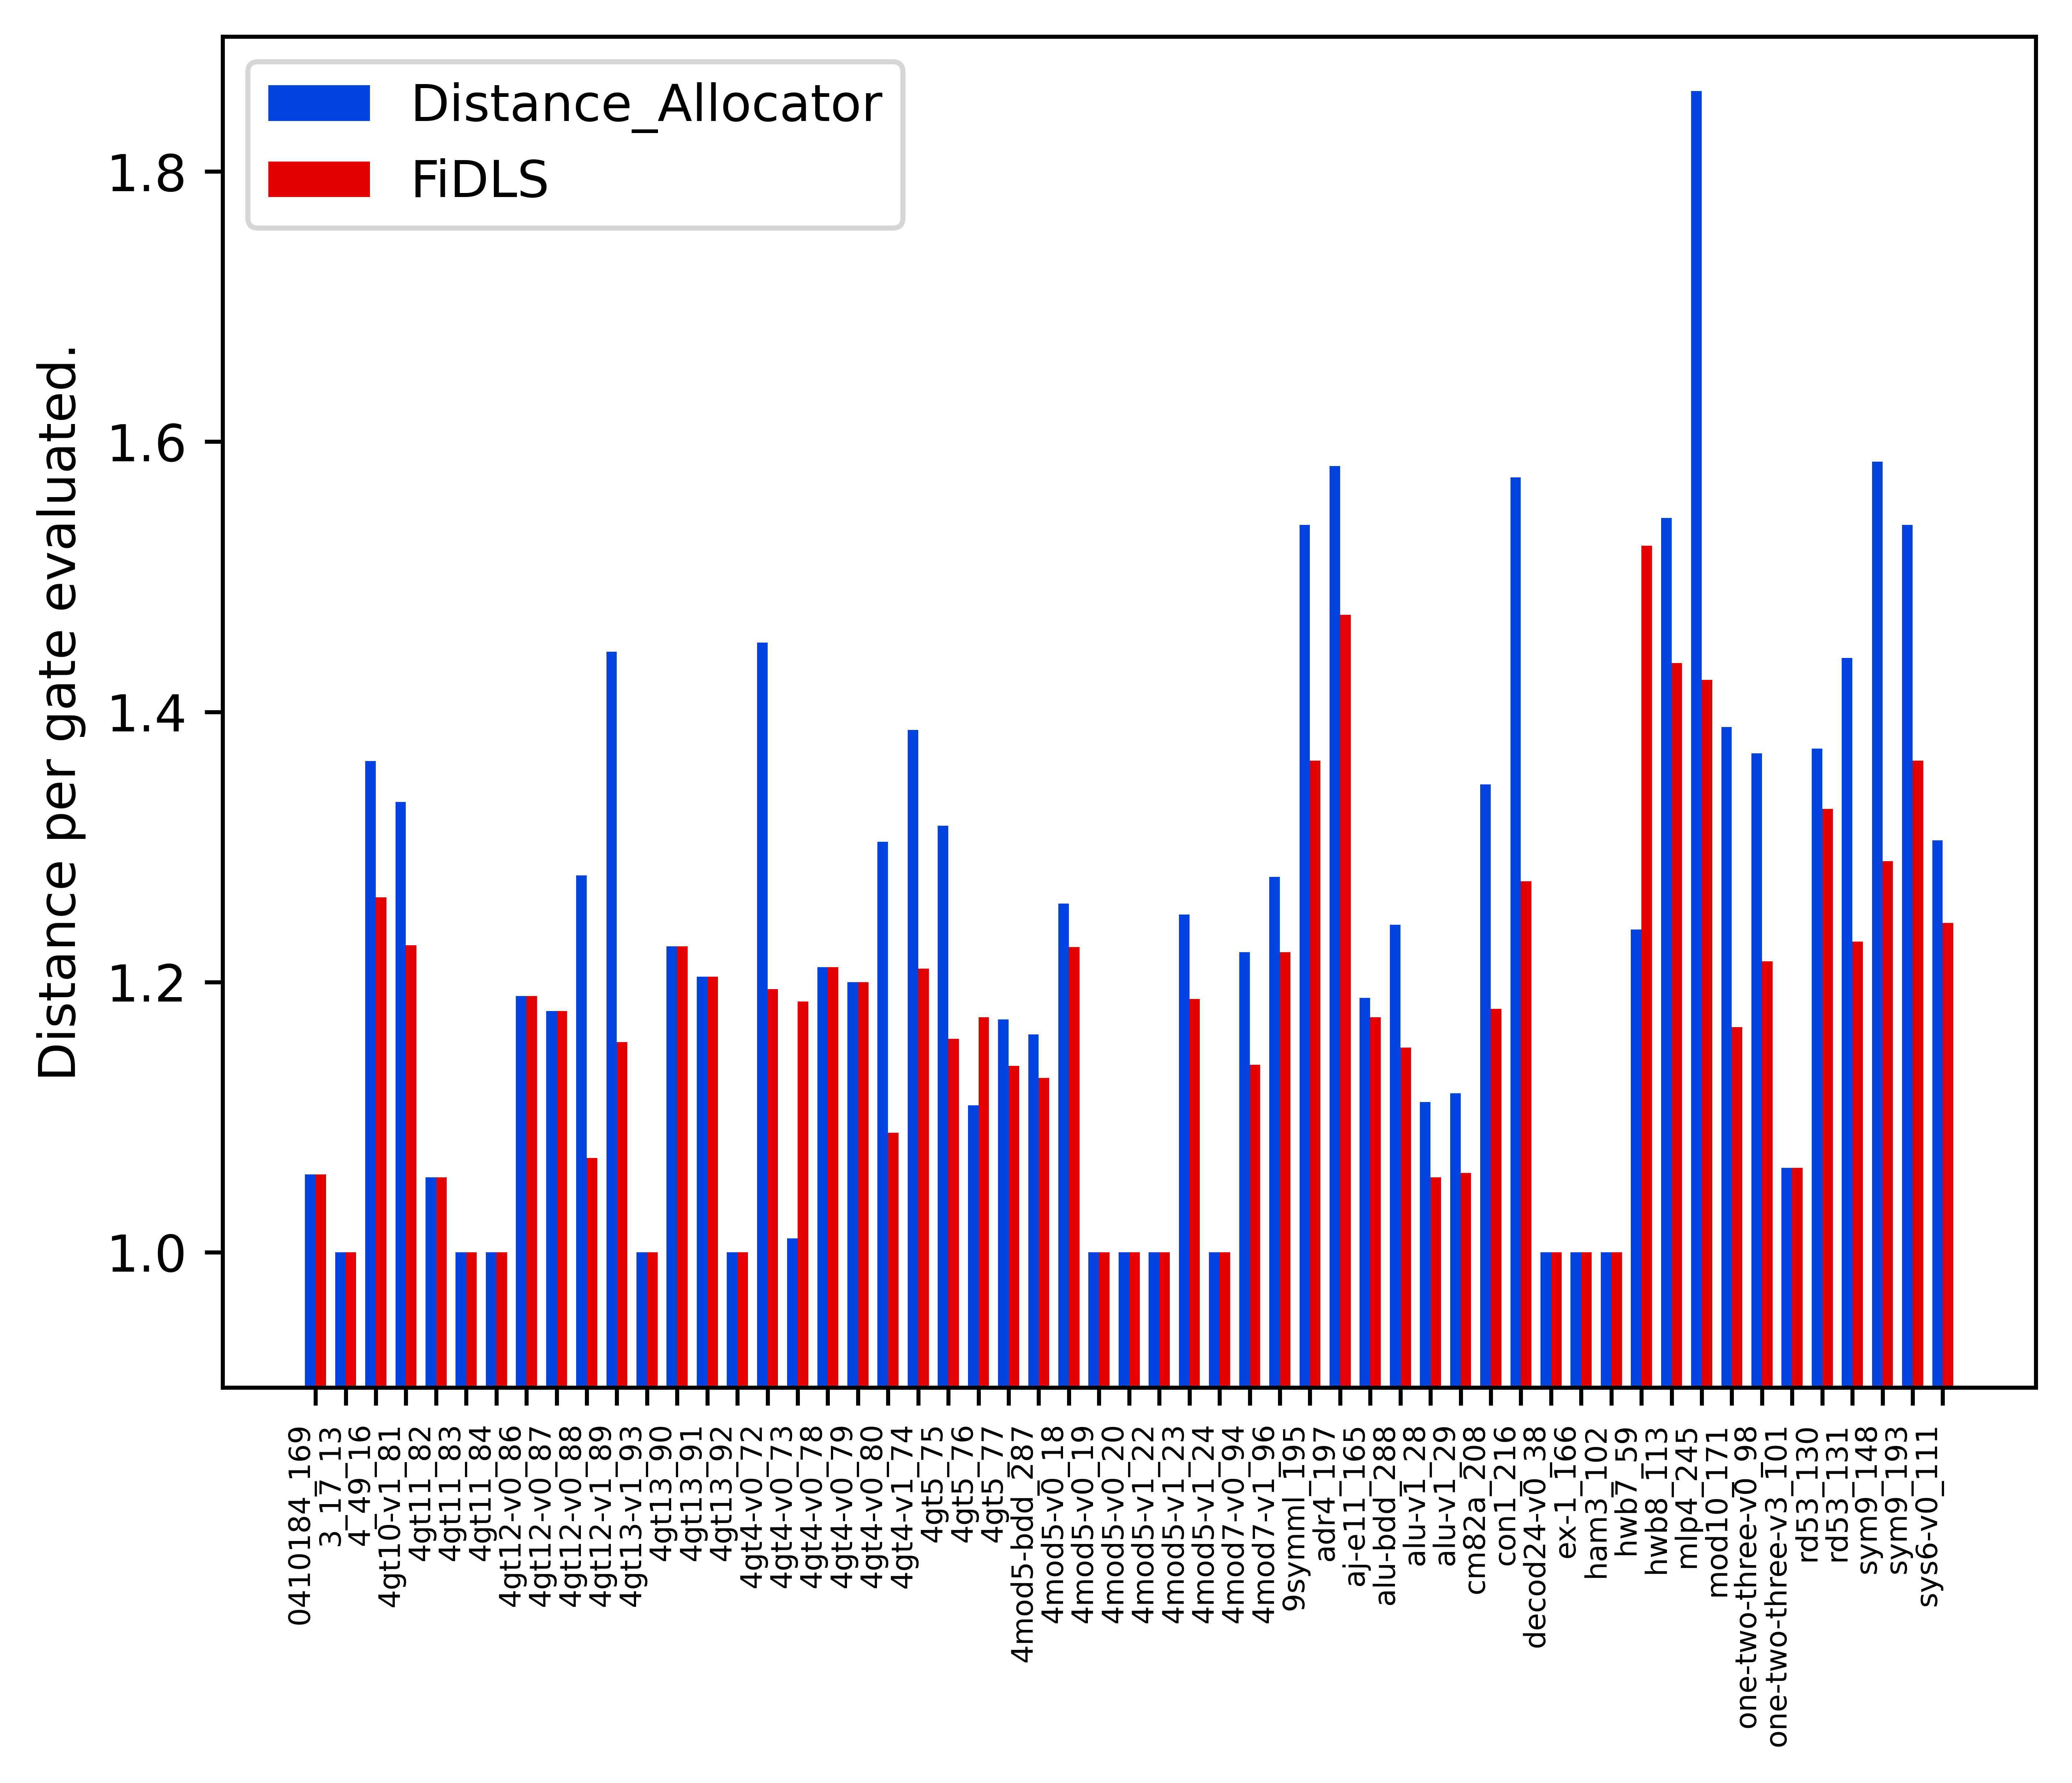 Distance_Allocator
FiDLS
Distance per gate evaluated.
1.8
1.6
1.4
1.2
1.0
0410184_169
3_17_13
4_49_16
4gt10-v1_81
4gt11_82
4gt11_83
4gt11_84
4gt12-v0_86
4gt12-v0_87
4gt12-v0_88
4gt12-v1_89
4gt13-v1_93
4gt13_90
4gt13_91
4gt13_92
4gt4-v0_72
4gt4-v0_73
4gt4-v0_78
4gt4-v0_79
4gt4-v0_80
4gt4-v1_74
4gt5_75
4gt5_76
4gt5_77
4mod5-bdd_287
4mod5-v0_18
4mod5-v0_19
4mod5-v0_20
4mod5-v1_22
4mod5-v1_23
4mod5-v1_24
4mod7-v0_94
4mod7-v1_96
9symml_195
adr4_197
aj-e11_165
alu-bdd_288
alu-v1_28
alu-v1_29
cm82a_208
con1_216
decod24-v0_38
ex-1_166
ham3_102
hwb7_59
hwb8_113
mlp4_245
mod10_171
one-two-three-v0_98
one-two-three-v3_101
rd53_130
rd53_131
sym9_148
sym9_193
sys6-v0_111